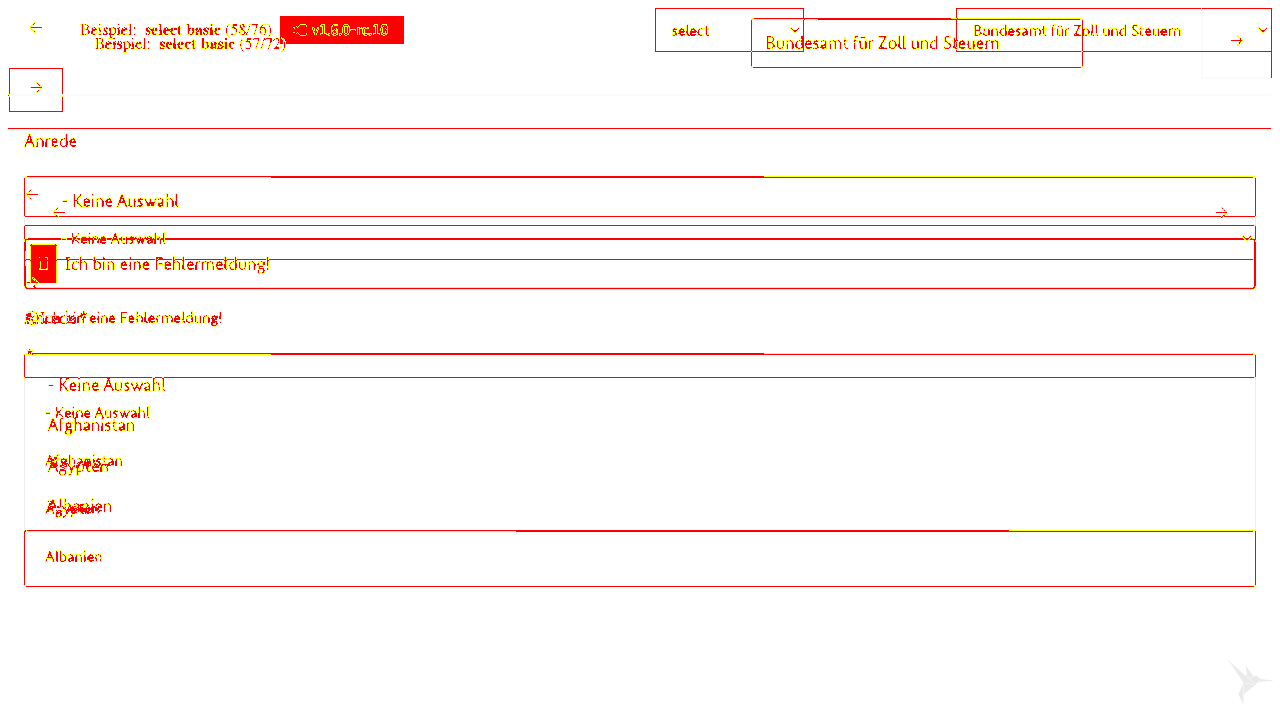 ← Beispiel: select basic (58/76) v1.6.0-rc.10 select Bundesamt für Zoll und Steuern
Beispiel: select basic (57/72) Bundesamt für Zoll und Steuern →
→
Anrede
←
- Keine Auswahl
← →
- Keine Auswahl
Ich bin eine Fehlermeldung!
Ich bin eine Fehlermeldung!
- Keine Auswahl
- Keine Auswahl
Afghanistan
Afghanistan
Ägypten
Albanien
Ägypten
Albanien